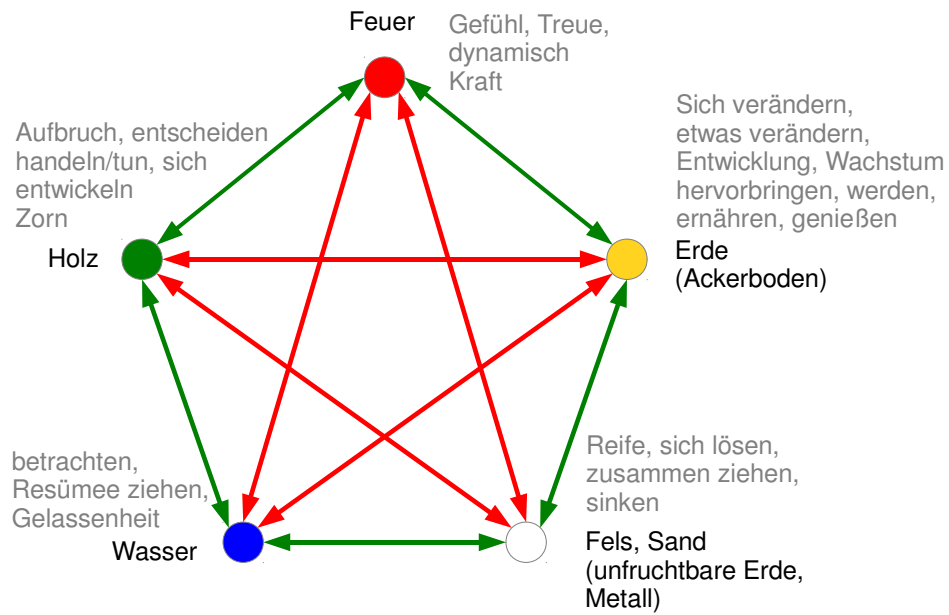 Feuer
Gefühl, Treue,
dynamisch
Kraft
Sich verändern,
etwas verändern,
Entwicklung, Wachstum
hervorbringen, werden,
ernähren, genießen
Aufbruch, entscheiden
handeln/tun, sich
entwickeln
Zorn
Holz
Erde
(Ackerboden)
Reife, sich lösen,
zusammen ziehen,
sinken
betrachten,
Resümee ziehen,
Gelassenheit
Wasser
Fels, Sand
(unfruchtbare Erde,
Metall)